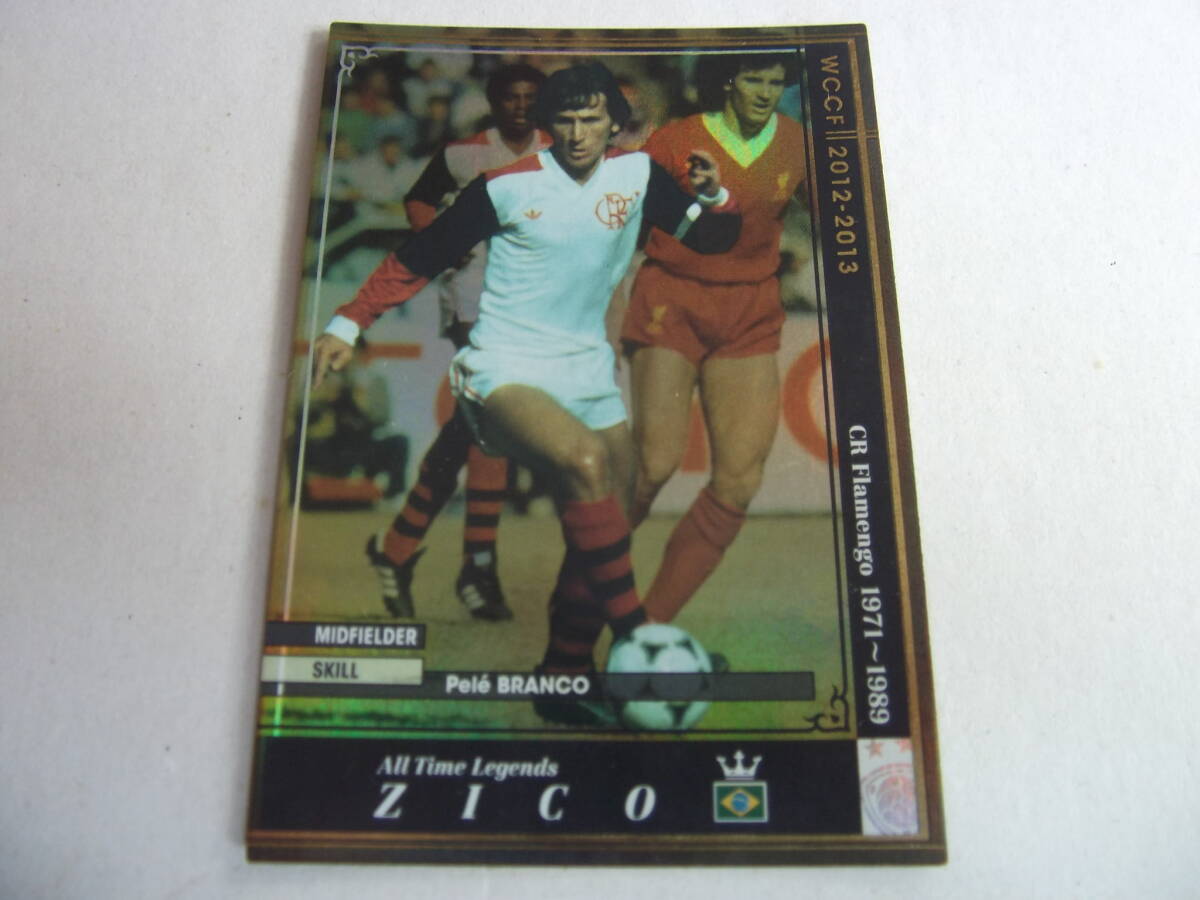 WCCF || 2012-2013
CR Flamengo 1971~1989
MIDFIELDER
SKILL
Pelé BRANCO
All Time Legends
ZICO